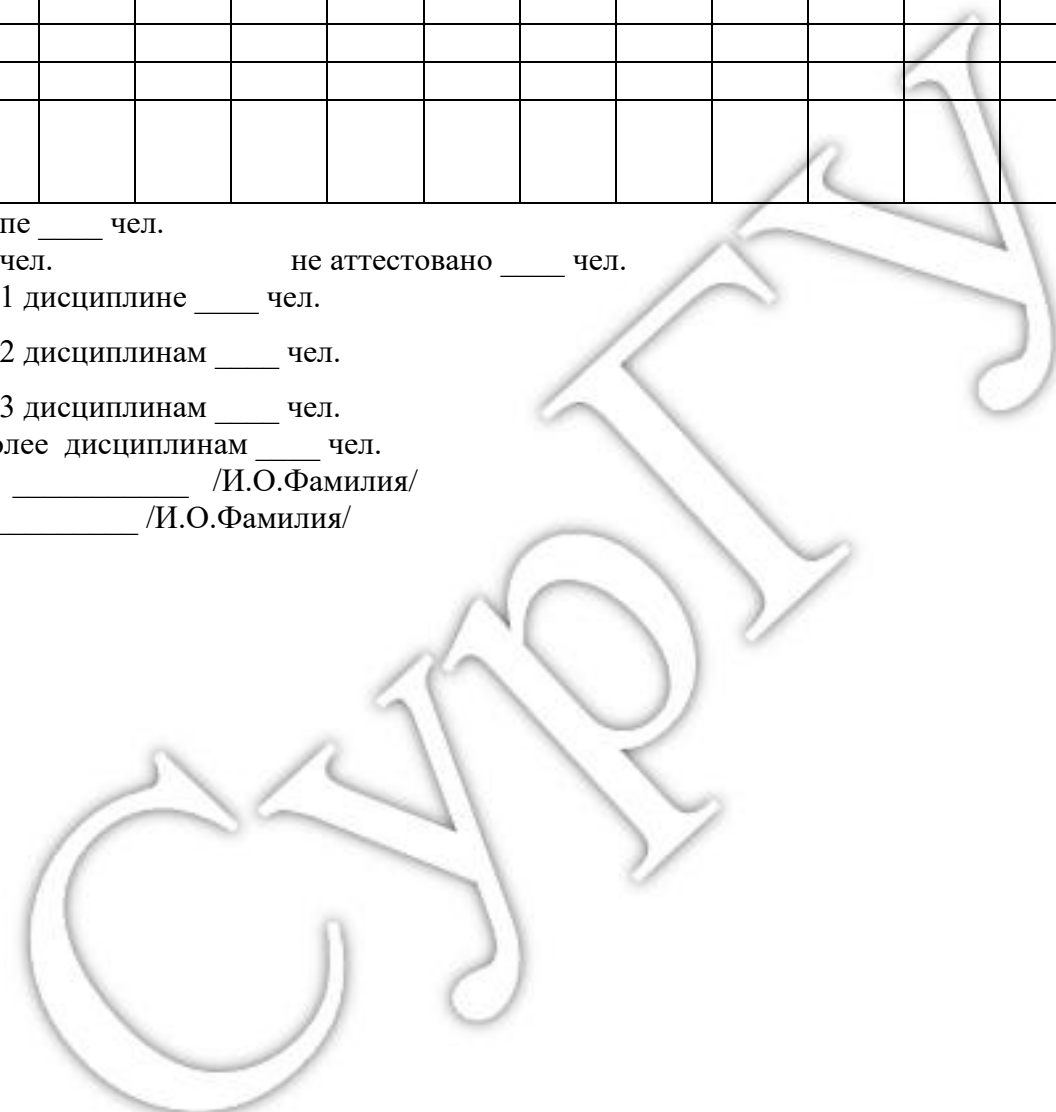 пе ____ чел.
чел. не аттестовано ____ чел.
1 дисциплине ____ чел.
2 дисциплинам ____ чел.
3 дисциплинам ____ чел.
олее дисциплинам ____ чел.
___________ /И.О.Фамилия/
_________ /И.О.Фамилия/
СурГУ